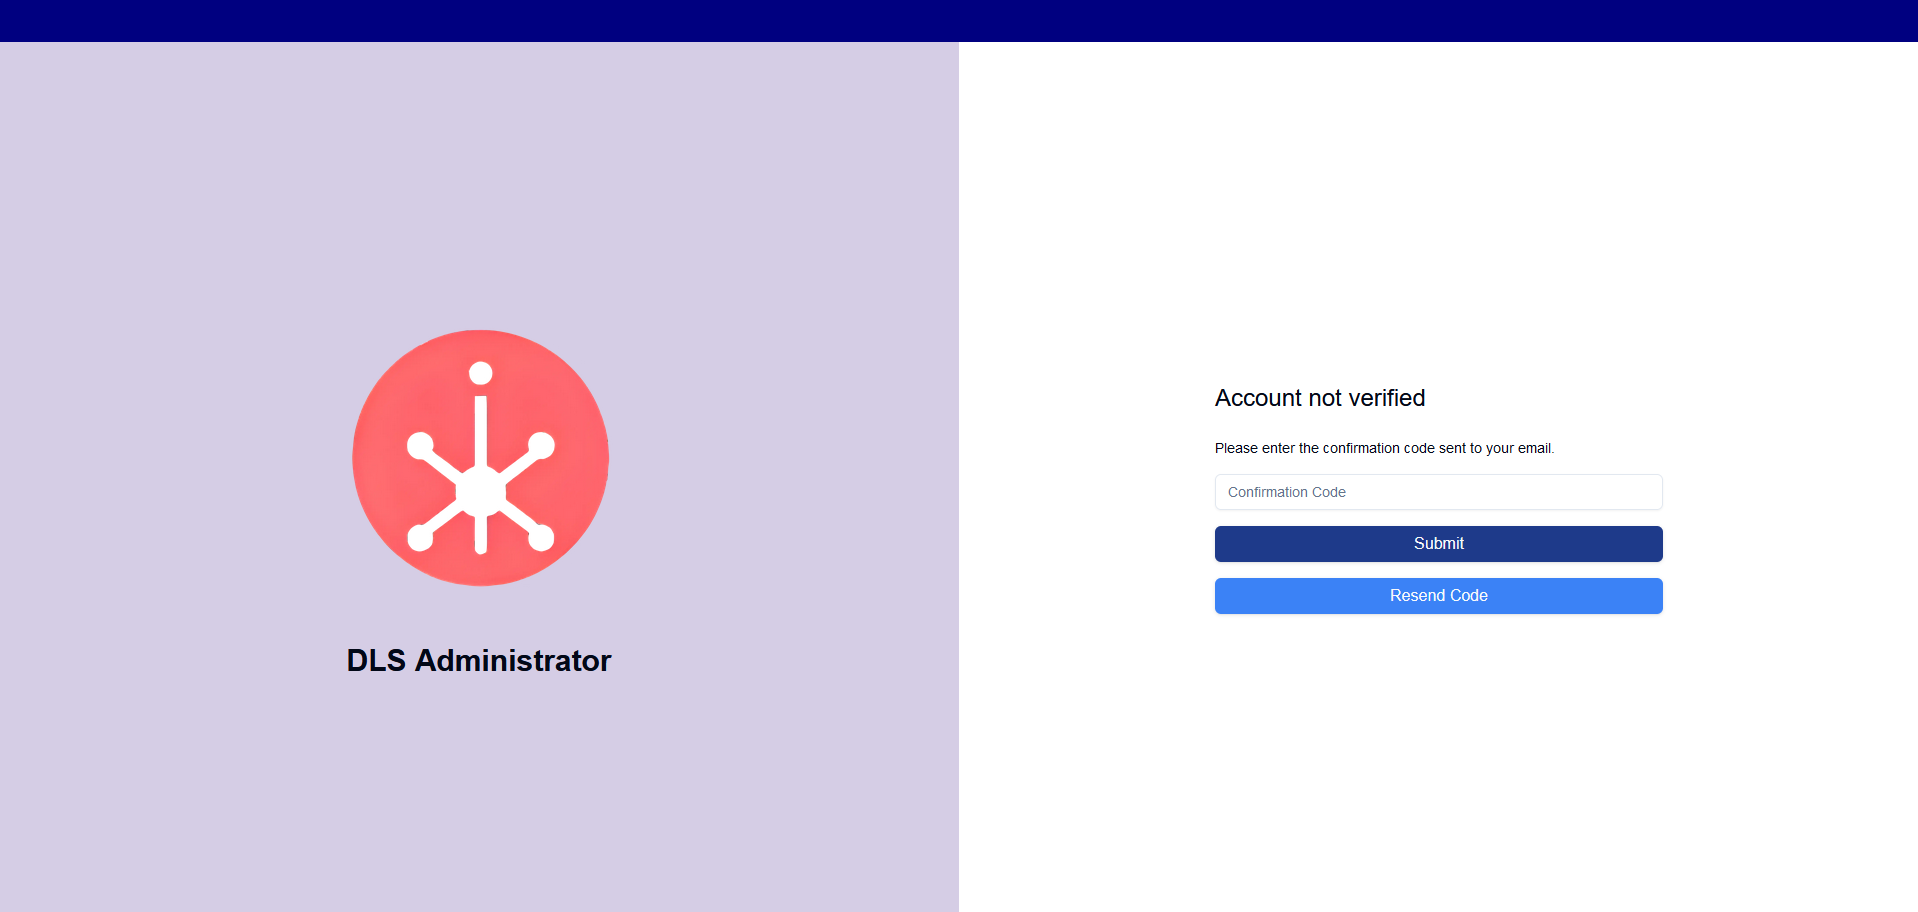 DLS Administrator
Account not verified
Please enter the confirmation code sent to your email.
Confirmation Code
Submit
Resend Code